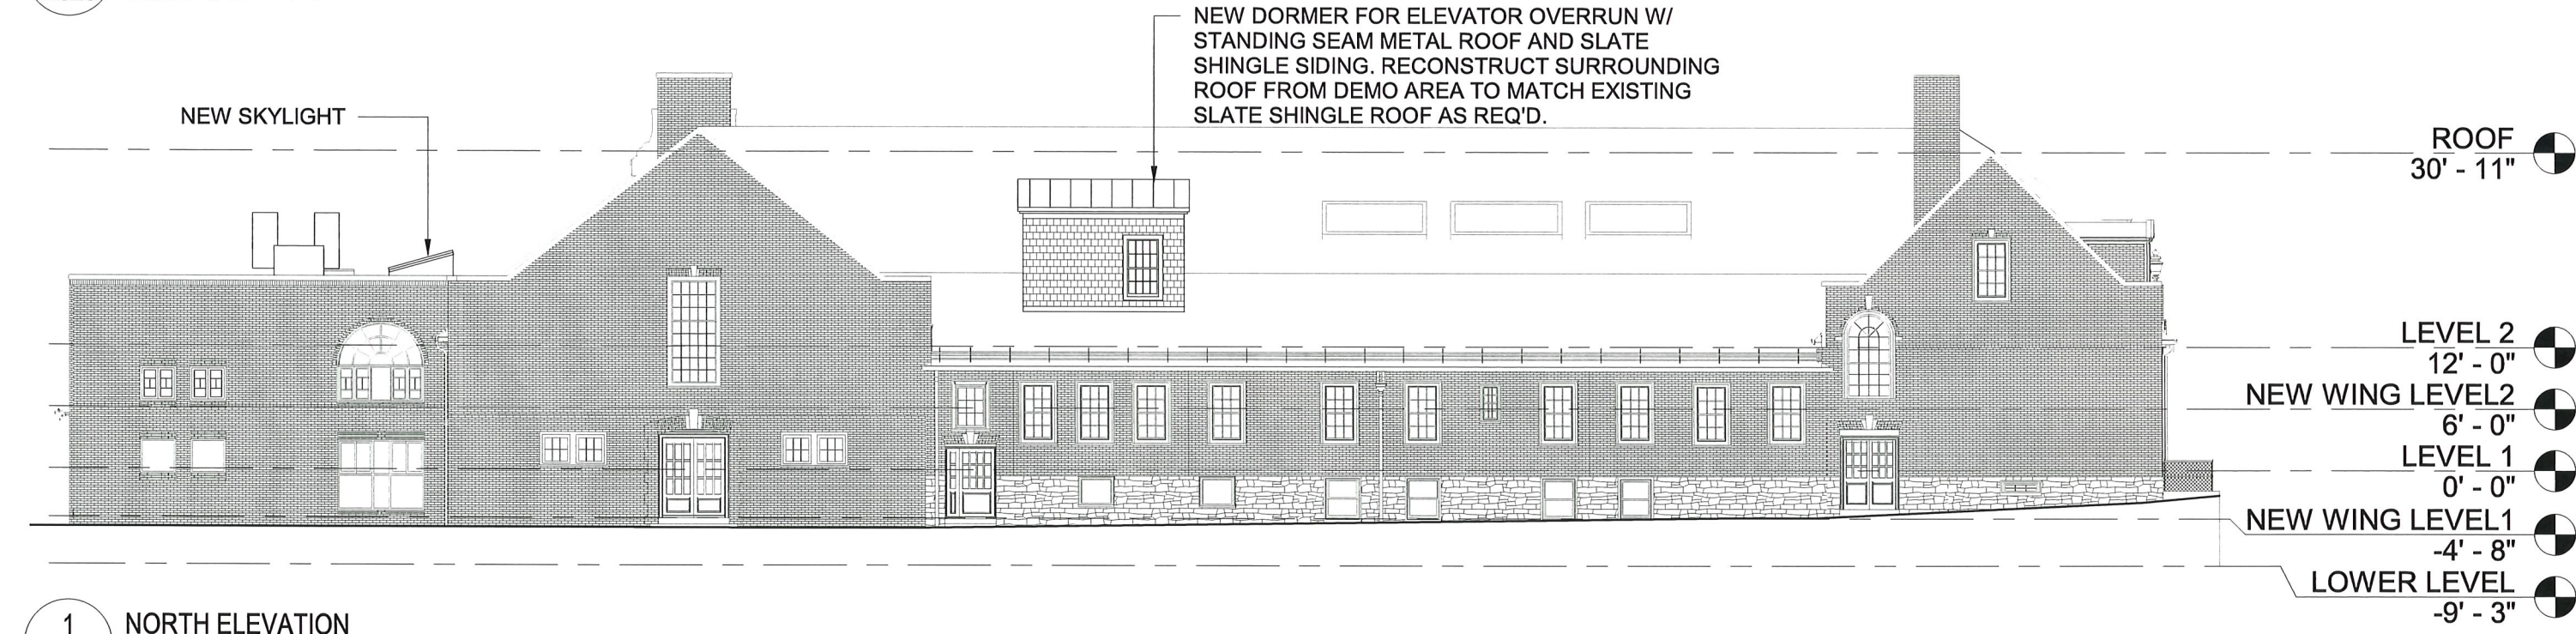 NEW DORMER FOR ELEVATOR OVERRUN W/
STANDING SEAM METAL ROOF AND SLATE
SHINGLE SIDING. RECONSTRUCT SURROUNDING
ROOF FROM DEMO AREA TO MATCH EXISTING
SLATE SHINGLE ROOF AS REQ'D.
NEW SKYLIGHT
ROOF
30' - 11"
LEVEL 2
12' - 0"
NEW WING LEVEL2
6' - 0"
LEVEL 1
0' - 0"
NEW WING LEVEL1
-4' - 8"
LOWER LEVEL
-9' - 3"
1
NORTH ELEVATION